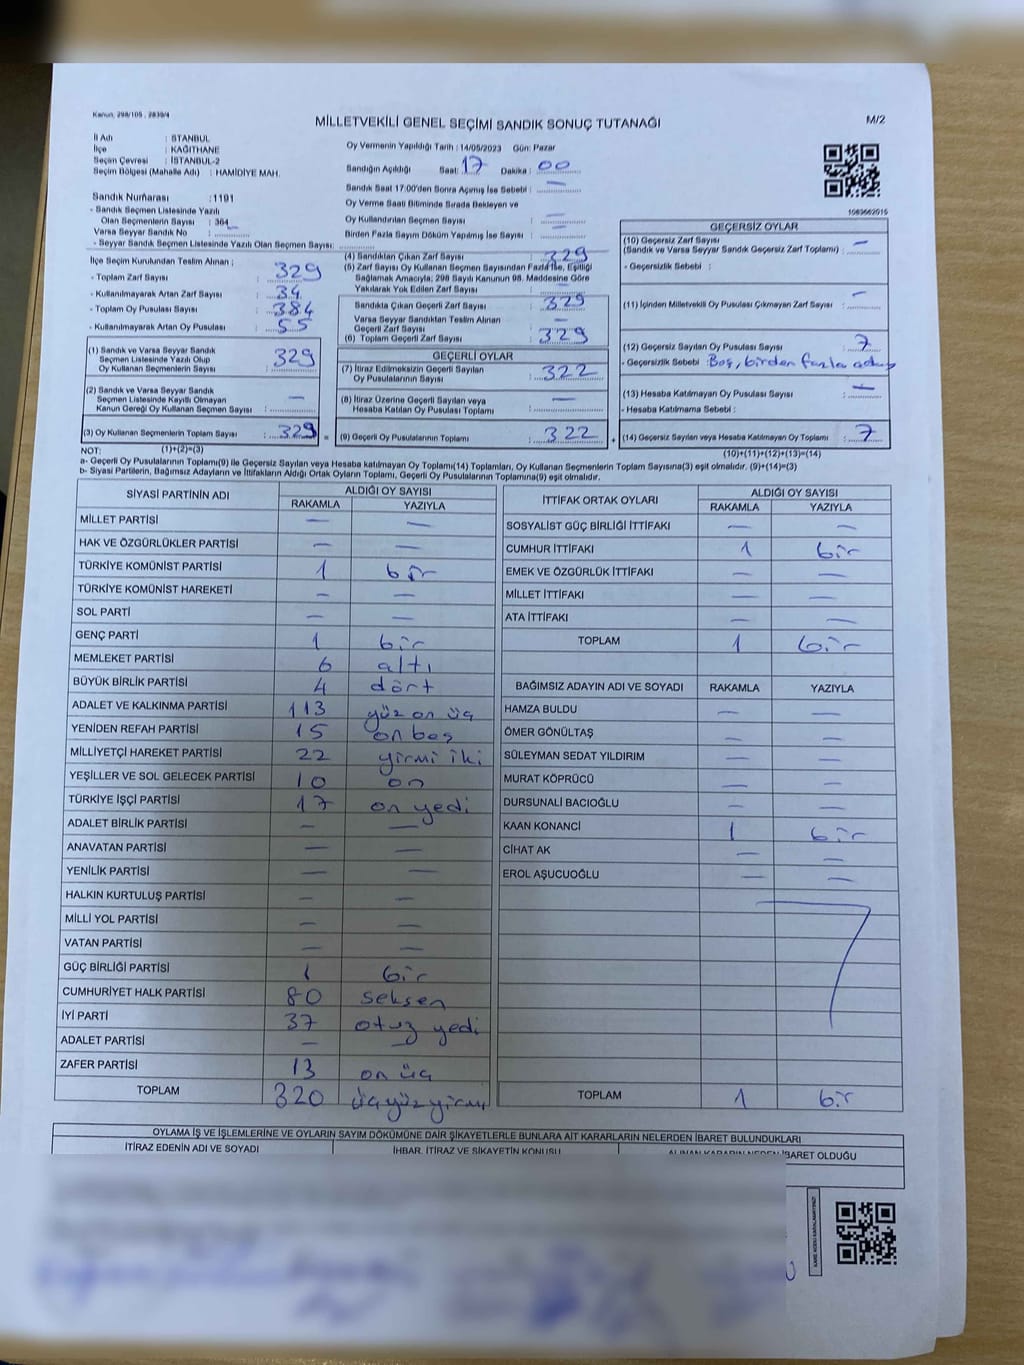 Kanun, 298/105 , 2839/4
MİLLETVEKİLİ GENEL SEÇİMİ SANDIK SONUÇ TUTANAĞI
M/2
İl Adı : İSTANBUL
İlçe : KAĞITHANE
Seçim Çevresi : İSTANBUL-2
Seçim Bölgesi (Mahalle Adı) : HAMİDİYE MAH.
Sandık Numarası : 1191
- Sandık Seçmen Listesinde Yazılı
Olan Seçmenlerin Sayısı : 364
Varsa Seyyar Sandık No : —
- Seyyar Sandık Seçmen Listesinde Yazılı Olan Seçmen Sayısı:
Oy Vermenin Yapıldığı Tarih : 14/05/2023 Gün: Pazar
Sandığın Açıldığı Saat: 17 Dakika : 00
Sandık Saat 17:00'den Sonra Açımış İse Sebebi : —
Oy Verme Saati Bitiminde Sırada Bekleyen ve
Oy Kullandırılan Seçmen Sayısı : —
Birden Fazla Sayım Döküm Yapılmış İse Sayısı : —
İlçe Seçim Kurulundan Teslim Alınan ;
- Toplam Zarf Sayısı : 329
- Kullanılmayarak Artan Zarf Sayısı : 34
- Toplam Oy Pusulası Sayısı : 384
- Kullanılmayarak Artan Oy Pusulası : 55
(1) Sandık ve Varsa Seyyar Sandık
Seçmen Listesinde Yazılı Olup
Oy Kullanan Seçmenlerin Sayısı : 329
(2) Sandık ve Varsa Seyyar Sandık
Seçmen Listesinde Kayıtlı Olmayan
Kanun Gereği Oy Kullanan Seçmen Sayısı : —
(3) Oy Kullanan Seçmenlerin Toplam Sayısı : 329 =
(4) Sandıktan Çıkan Zarf Sayısı : 329
(5) Zarf Sayısı Oy Kullanan Seçmen Sayısından Fazla İse, Eşitliği
Sağlamak Amacıyla; 298 Sayılı Kanunun 98. Maddesine Göre
Yakılarak Yok Edilen Zarf Sayısı : —
Sandıkta Çıkan Geçerli Zarf Sayısı : 329
Varsa Seyyar Sandıktan Teslim Alınan
Geçerli Zarf Sayısı : —
(6) Toplam Geçerli Zarf Sayısı : 329
GEÇERLİ OYLAR
(7) İtiraz Edilmeksizin Geçerli Sayılan
Oy Pusulalarının Sayısı : 322
(8) İtiraz Üzerine Geçerli Sayılan veya
Hesaba Katılan Oy Pusulası Toplamı : —
(9) Geçerli Oy Pusulalarının Toplamı : 322 +
1063662015
GEÇERSİZ OYLAR
(10) Geçersiz Zarf Sayısı
(Sandık ve Varsa Seyyar Sandık Geçersiz Zarf Toplamı) : —
- Geçersizlik Sebebi :
(11) İçinden Milletvekili Oy Pusulası Çıkmayan Zarf Sayısı : —
(12) Geçersiz Sayılan Oy Pusulası Sayısı : 7
- Geçersizlik Sebebi : Boş, birden fazla
(13) Hesaba Katılmayan Oy Pusulası Sayısı : —
- Hesaba Katılmama Sebebi :
(14) Geçersiz Sayılan veya Hesaba Katılmayan Oy Toplamı : 7
NOT: (1)+(2)=(3)
(10)+(11)+(12)+(13)=(14)
a- Geçerli Oy Pusulalarının Toplamı(9) ile Geçersiz Sayılan veya Hesaba katılmayan Oy Toplamı(14) Toplamları, Oy Kullanan Seçmenlerin Toplam Sayısına(3) eşit olmalıdır. (9)+(14)=(3)
b- Siyasi Partilerin, Bağımsız Adayların ve İttifakların Aldığı Ortak Oyların Toplamı, Geçerli Oy Pusulalarının Toplamına(9) eşit olmalıdır.
SİYASİ PARTİNİN ADI ALDIĞI OY SAYISI
RAKAMLA YAZIYLA
MİLLET PARTİSİ — —
HAK VE ÖZGÜRLÜKLER PARTİSİ — —
TÜRKİYE KOMÜNİST PARTİSİ 1 bir
TÜRKİYE KOMÜNİST HAREKETİ — —
SOL PARTİ — —
GENÇ PARTİ 1 bir
MEMLEKET PARTİSİ 6 altı
BÜYÜK BİRLİK PARTİSİ 4 dört
ADALET VE KALKINMA PARTİSİ 113 yüz on üç
YENİDEN REFAH PARTİSİ 15 on beş
MİLLİYETÇİ HAREKET PARTİSİ 22 yirmi iki
YEŞİLLER VE SOL GELECEK PARTİSİ 10 on
TÜRKİYE İŞÇİ PARTİSİ 17 on yedi
ADALET BİRLİK PARTİSİ — —
ANAVATAN PARTİSİ — —
YENİLİK PARTİSİ — —
HALKIN KURTULUŞ PARTİSİ — —
MİLLİ YOL PARTİSİ — —
VATAN PARTİSİ — —
GÜÇ BİRLİĞİ PARTİSİ 1 bir
CUMHURİYET HALK PARTİSİ 80 seksen
İYİ PARTİ 37 otuz yedi
ADALET PARTİSİ — —
ZAFER PARTİSİ 13 on üç
TOPLAM 320 üçyüzyirmi
İTTİFAK ORTAK OYLARI ALDIĞI OY SAYISI
RAKAMLA YAZIYLA
SOSYALİST GÜÇ BİRLİĞİ İTTİFAKI — —
CUMHUR İTTİFAKI 1 bir
EMEK VE ÖZGÜRLÜK İTTİFAKI — —
MİLLET İTTİFAKI — —
ATA İTTİFAKI — —
TOPLAM 1 bir
BAĞIMSIZ ADAYIN ADI VE SOYADI RAKAMLA YAZIYLA
HAMZA BULDU — —
ÖMER GÖNÜLTAŞ — —
SÜLEYMAN SEDAT YILDIRIM — —
MURAT KÖPRÜCÜ — —
DURSUNALİ BACIOĞLU — —
KAAN KONANCİ 1 bir
CİHAT AK — —
EROL AŞUCUOĞLU — —
TOPLAM 1 bir
OYLAMA İŞ VE İŞLEMLERİNE VE OYLARIN SAYIM DÖKÜMÜNE DAİR ŞİKAYETLERLE BUNLARA AİT KARARLARIN NELERDEN İBARET BULUNDUKLARI
İTİRAZ EDENİN ADI VE SOYADI İHBAR, İTİRAZ VE ŞİKAYETİN KONUSU ALINAN KARARIN NEDEN İBARET OLDUĞU